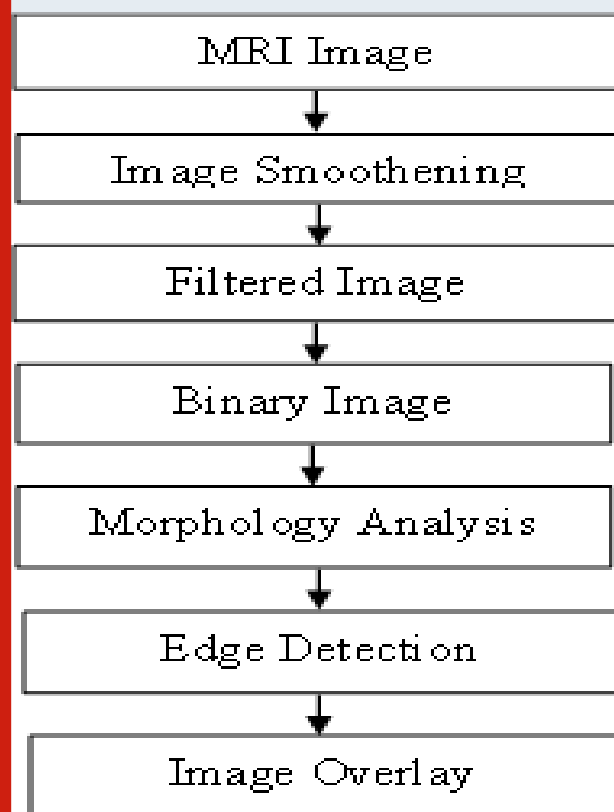 MRI Image
Image Smoothening
Filtered Image
Binary Image
Morphology Analysis
Edge Detection
Image Overlay